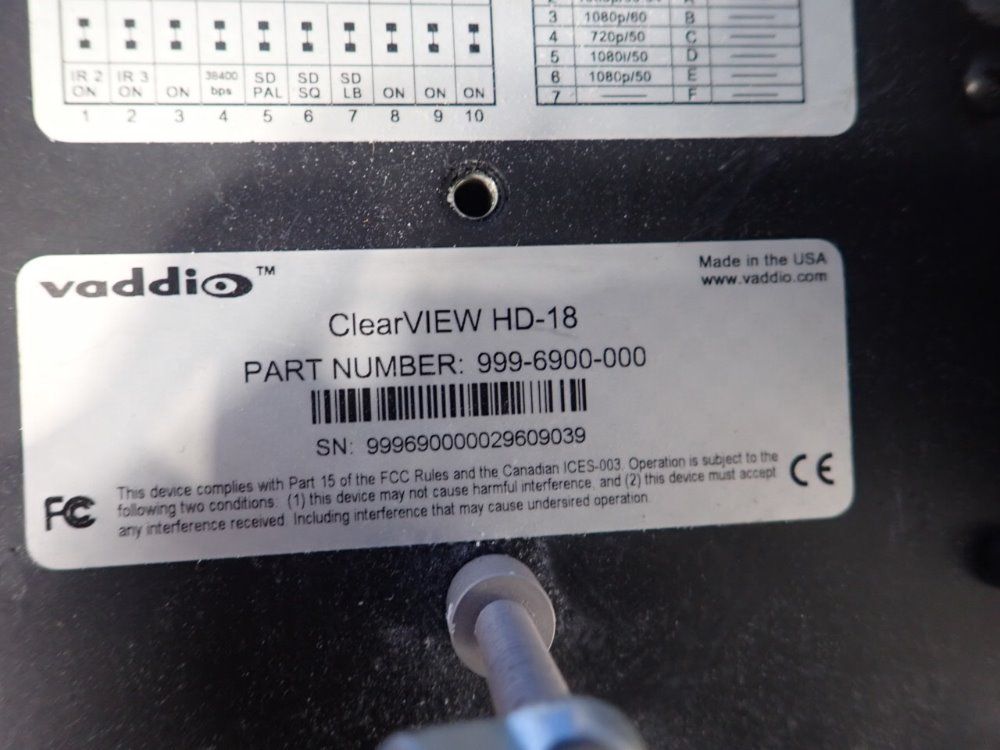 IR 2 IR 3 38400 SD SD SD
ON ON ON bps PAL SQ LB ON ON ON
1 2 3 4 5 6 7 8 9 10
2 A
3 1080p/60 B
4 720p/50 C
5 1080i/50 D
6 1080p/50 E
7 F
vaddio™
Made in the USA
www.vaddio.com
ClearVIEW HD-18
PART NUMBER: 999-6900-000
SN: 999690000029609039
FC
This device complies with Part 15 of the FCC Rules and the Canadian ICES-003. Operation is subject to the
following two conditions: (1) this device may not cause harmful interference, and (2) this device must accept
any interference received. Including interference that may cause undersired operation.
CE